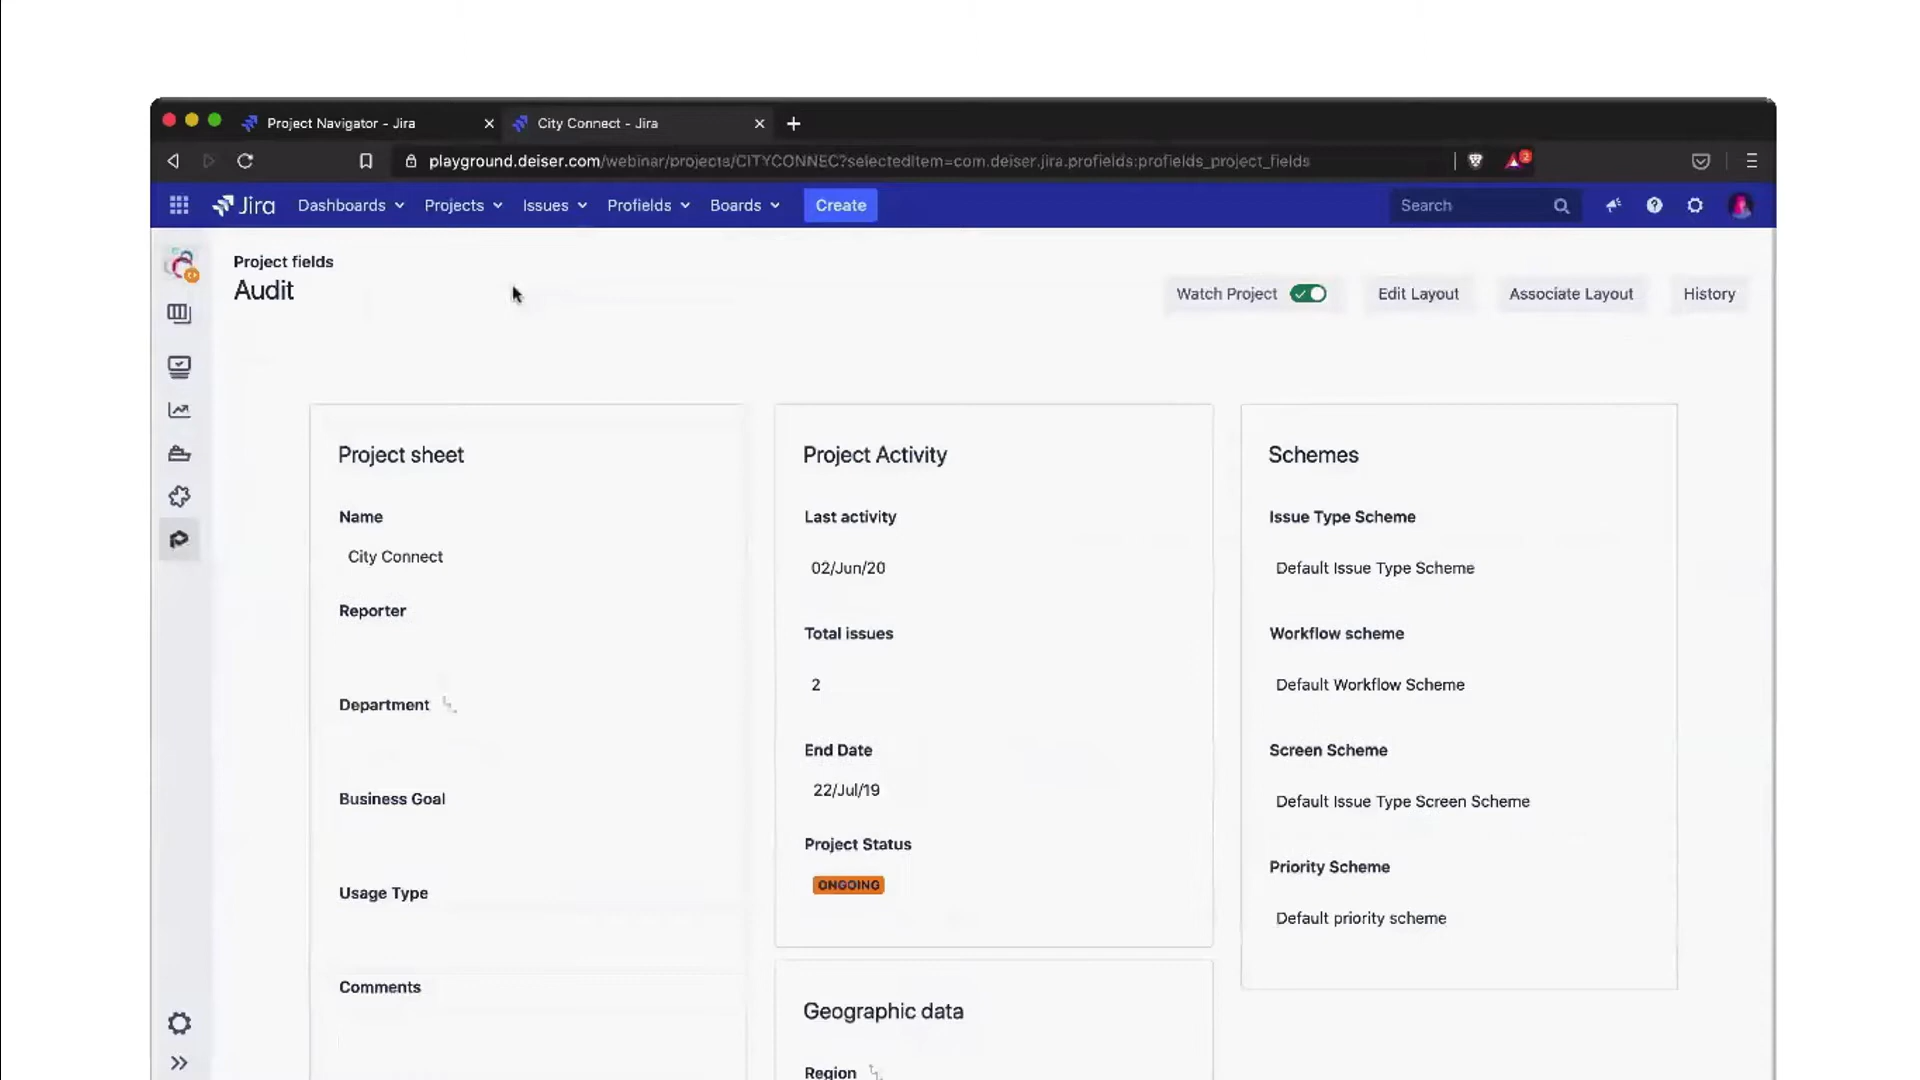 Project Navigator - Jira
City Connect - Jira
playground.deiser.com/webinar/projects/CITYCONNEC?selectedItem=com.deiser.jira.profields:profields_project_fields
2
Jira
Dashboards
Projects
Issues
Profields
Boards
Create
Search
Project fields
Audit
Watch Project
Edit Layout
Associate Layout
History
Project sheet
Name
City Connect
Reporter
Department
Business Goal
Usage Type
Comments
Project Activity
Last activity
02/Jun/20
Total issues
2
End Date
22/Jul/19
Project Status
ONGOING
Geographic data
Region
Schemes
Issue Type Scheme
Default Issue Type Scheme
Workflow scheme
Default Workflow Scheme
Screen Scheme
Default Issue Type Screen Scheme
Priority Scheme
Default priority scheme